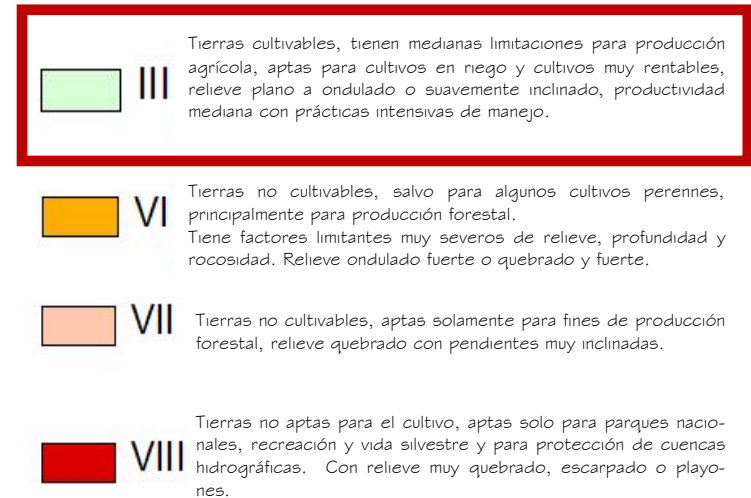 III
Tierras cultivables, tienen medianas limitaciones para producción
agrícola, aptas para cultivos en riego y cultivos muy rentables,
relieve plano a ondulado o suavemente inclinado, productividad
mediana con prácticas intensivas de manejo.
VI
Tierras no cultivables, salvo para algunos cultivos perennes,
principalmente para producción forestal.
Tiene factores limitantes muy severos de relieve, profundidad y
rocosidad. Relieve ondulado fuerte o quebrado y fuerte.
VII
Tierras no cultivables, aptas solamente para fines de producción
forestal, relieve quebrado con pendientes muy inclinadas.
VIII
Tierras no aptas para el cultivo, aptas solo para parques nacio-
nales, recreación y vida silvestre y para protección de cuencas
hidrográficas. Con relieve muy quebrado, escarpado o playo-
nes.